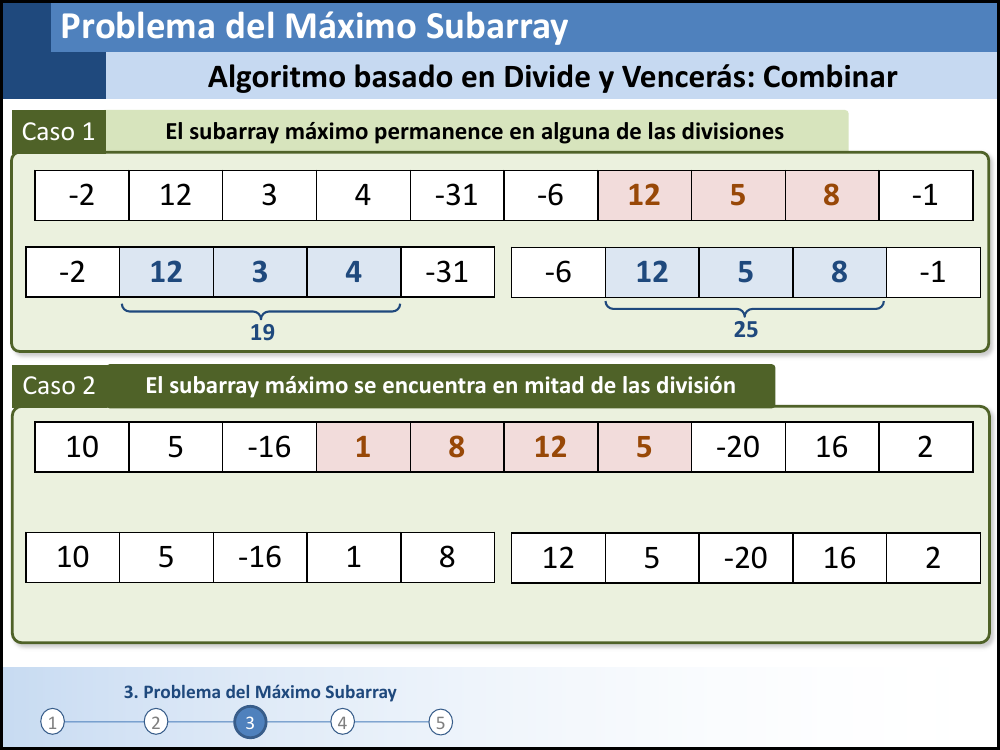 Problema del Máximo Subarray
Algoritmo basado en Divide y Vencerás: Combinar
Caso 1
El subarray máximo permanence en alguna de las divisiones
-2 12 3 4 -31 -6 12 5 8 -1
-2 12 3 4 -31 -6 12 5 8 -1
19 25
Caso 2
El subarray máximo se encuentra en mitad de las división
10 5 -16 1 8 12 5 -20 16 2
10 5 -16 1 8 12 5 -20 16 2
3. Problema del Máximo Subarray
1 2 3 4 5